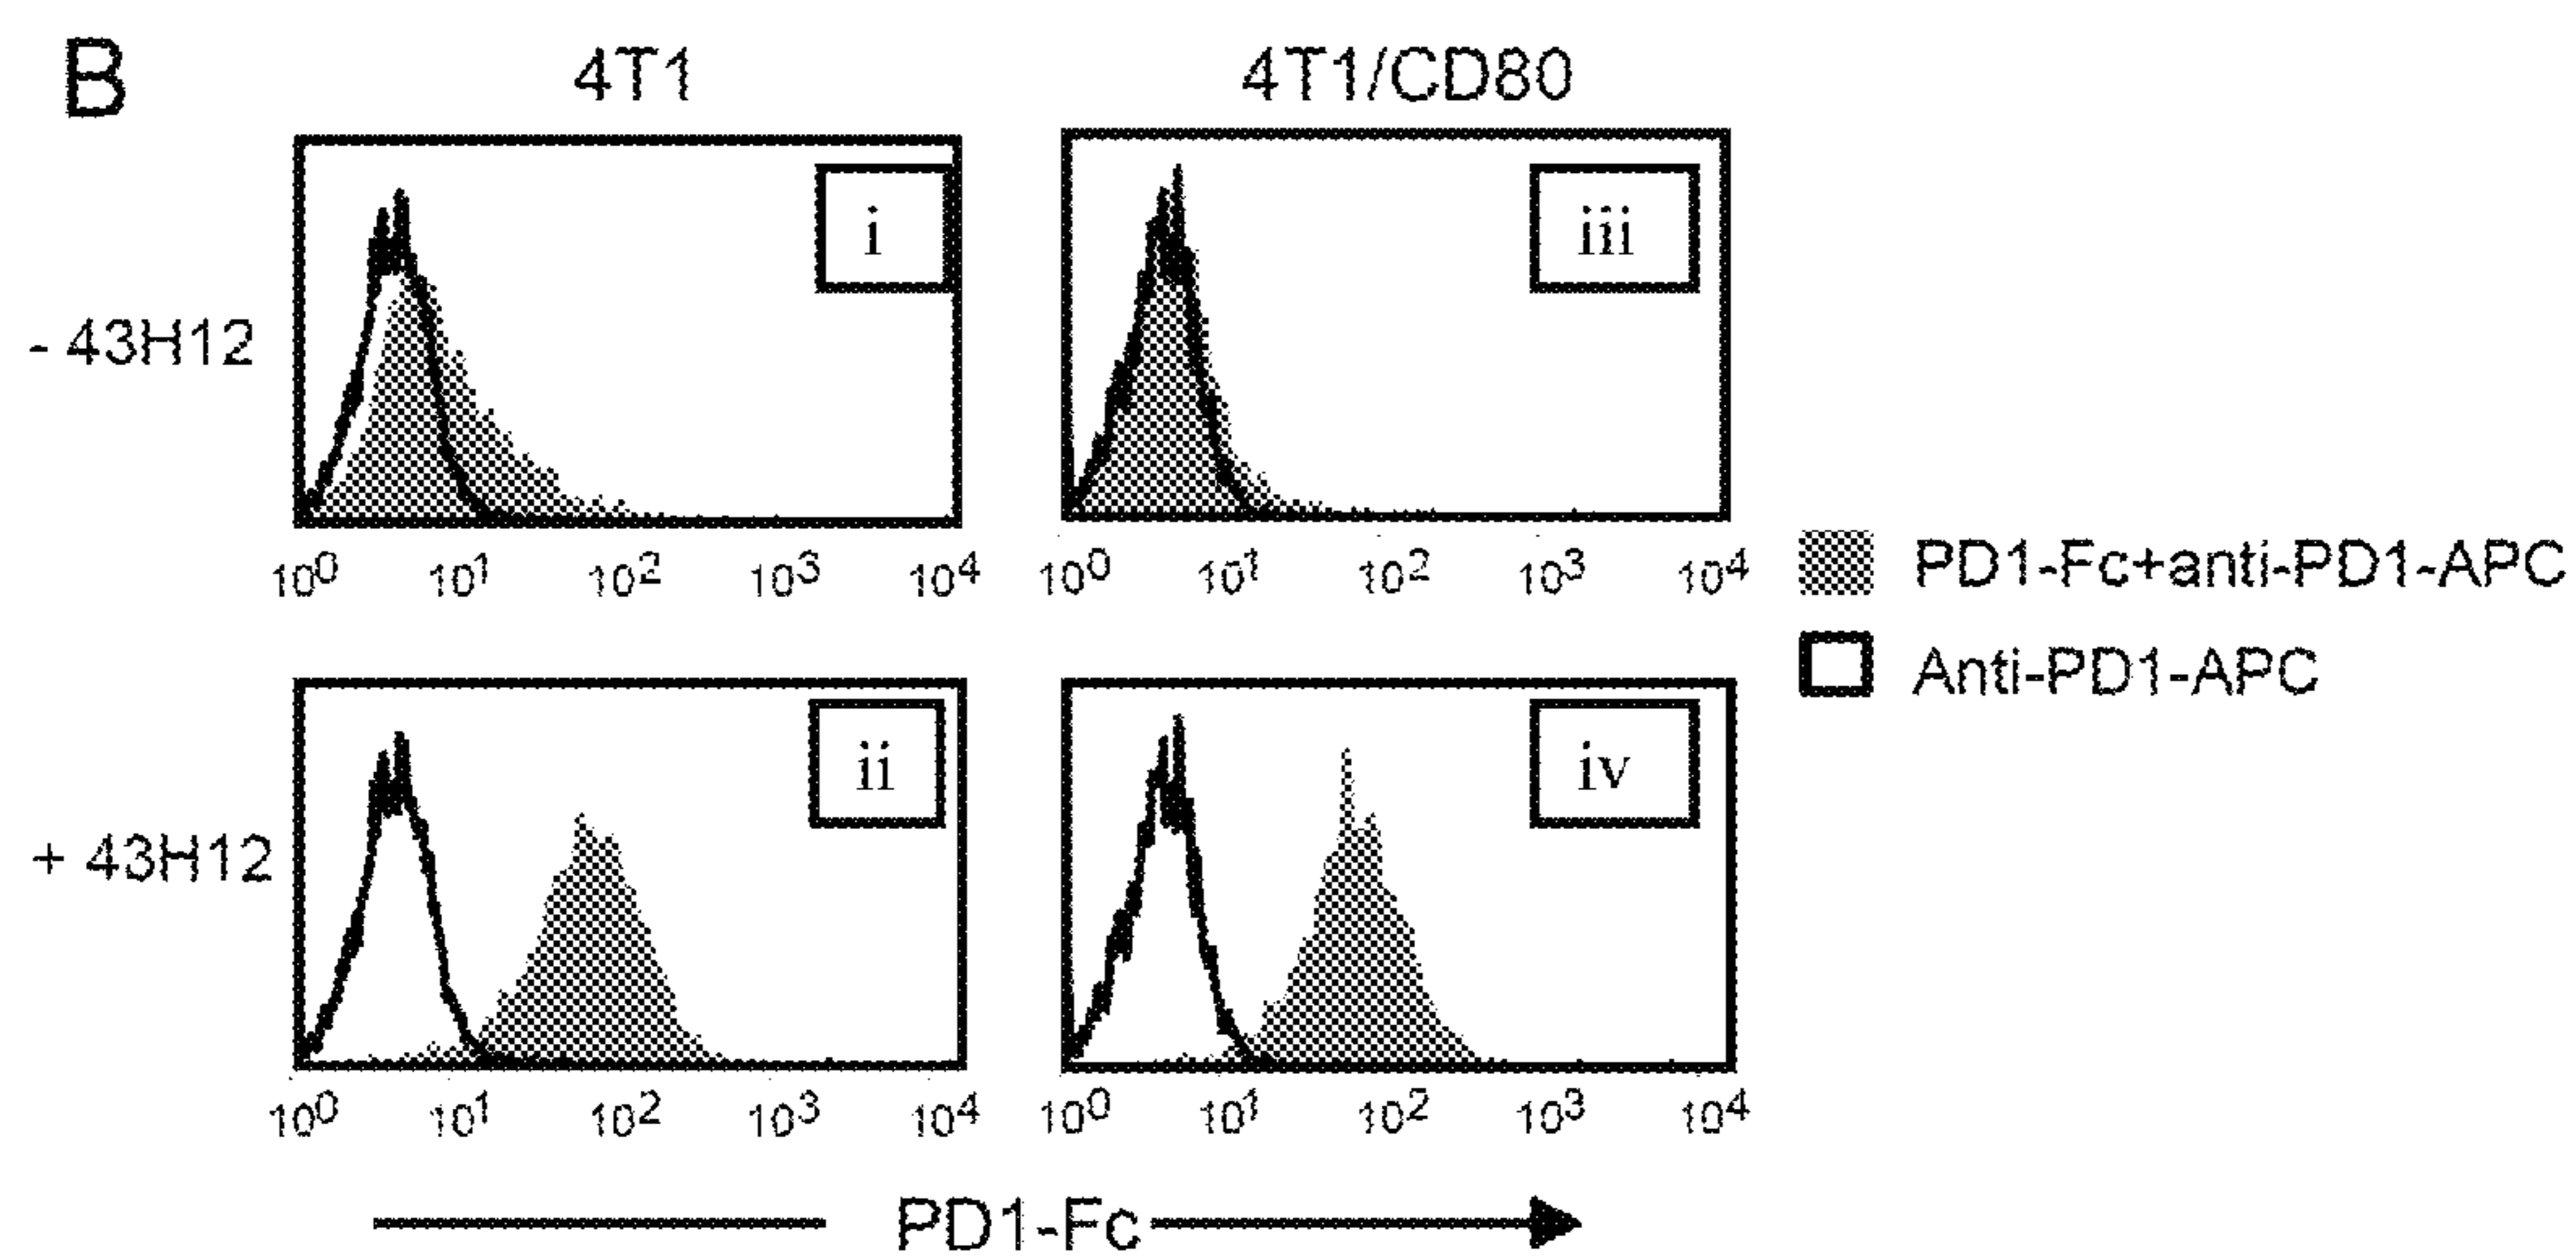 B
4T1
4T1/CD80
- 43H12
i
iii
10⁰ 10¹ 10² 10³ 10⁴
10⁰ 10¹ 10² 10³ 10⁴
PD1-Fc+anti-PD1-APC
Anti-PD1-APC
+ 43H12
ii
iv
10⁰ 10¹ 10² 10³ 10⁴
10⁰ 10¹ 10² 10³ 10⁴
PD1-Fc